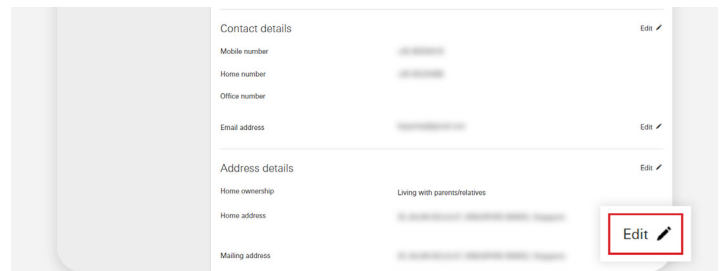 Contact details Edit
Mobile number
Home number
Office number
Email address Edit
Address details Edit
Home ownership Living with parents/relatives
Home address
Edit
Mailing address